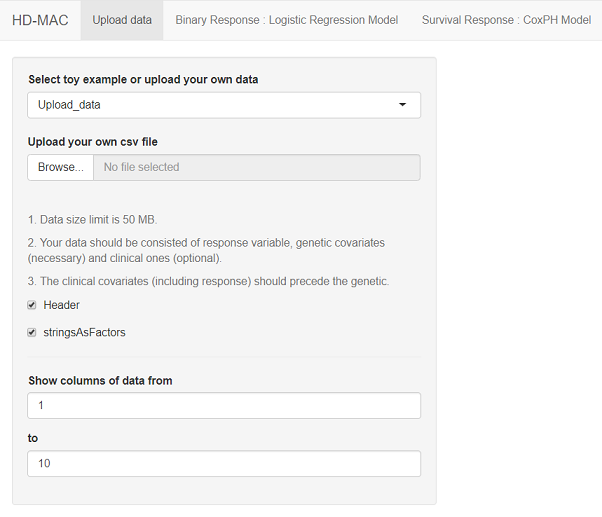 HD-MAC Upload data Binary Response : Logistic Regression Model Survival Response : CoxPH Model
Select toy example or upload your own data
Upload_data
Upload your own csv file
Browse... No file selected
1. Data size limit is 50 MB.
2. Your data should be consisted of response variable, genetic covariates
(necessary) and clinical ones (optional).
3. The clinical covariates (including response) should precede the genetic.
Header
stringsAsFactors
Show columns of data from
1
to
10